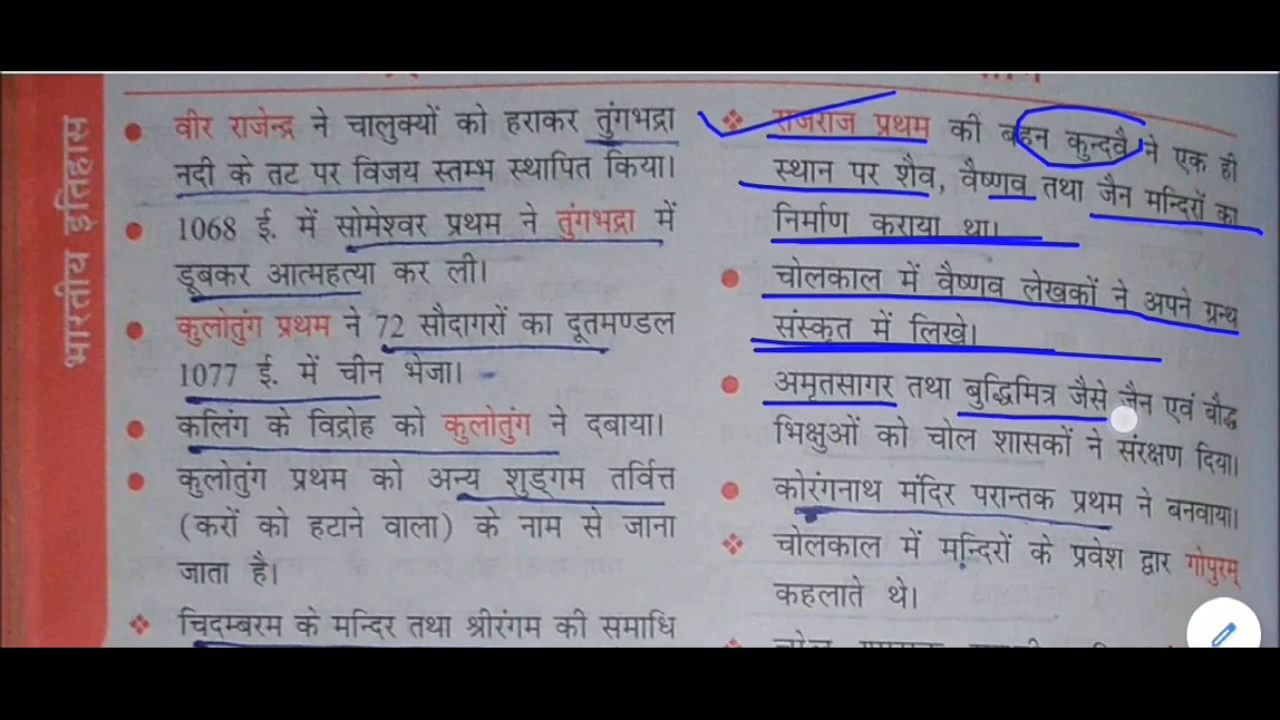 भारतीय इतिहास
वीर राजेन्द्र ने चालुक्यों को हराकर तुंगभद्रा
नदी के तट पर विजय स्तम्भ स्थापित किया।
1068 ई. में सोमेश्वर प्रथम ने तुंगभद्रा में
डूबकर आत्महत्या कर ली।
कुलोतुंग प्रथम ने 72 सौदागरों का दूतमण्डल
1077 ई. में चीन भेजा।
कलिंग के विद्रोह को कुलोतुंग ने दबाया।
कुलोतुंग प्रथम को अन्य शुड्गम तर्वित्त
(करों को हटाने वाला) के नाम से जाना
जाता है।
चिदम्बरम के मन्दिर तथा श्रीरंगम की समाधि
राजराज प्रथम की बहन कुन्दवै ने एक ही
स्थान पर शैव, वैष्णव तथा जैन मन्दिरों का
निर्माण कराया था।
चोलकाल में वैष्णव लेखकों ने अपने ग्रन्थ
संस्कृत में लिखे।
अमृतसागर तथा बुद्धिमित्र जैसे जैन एवं बौद्ध
भिक्षुओं को चोल शासकों ने संरक्षण दिया।
कोरंगनाथ मंदिर परान्तक प्रथम ने बनवाया।
चोलकाल में मन्दिरों के प्रवेश द्वार गोपुरम्
कहलाते थे।